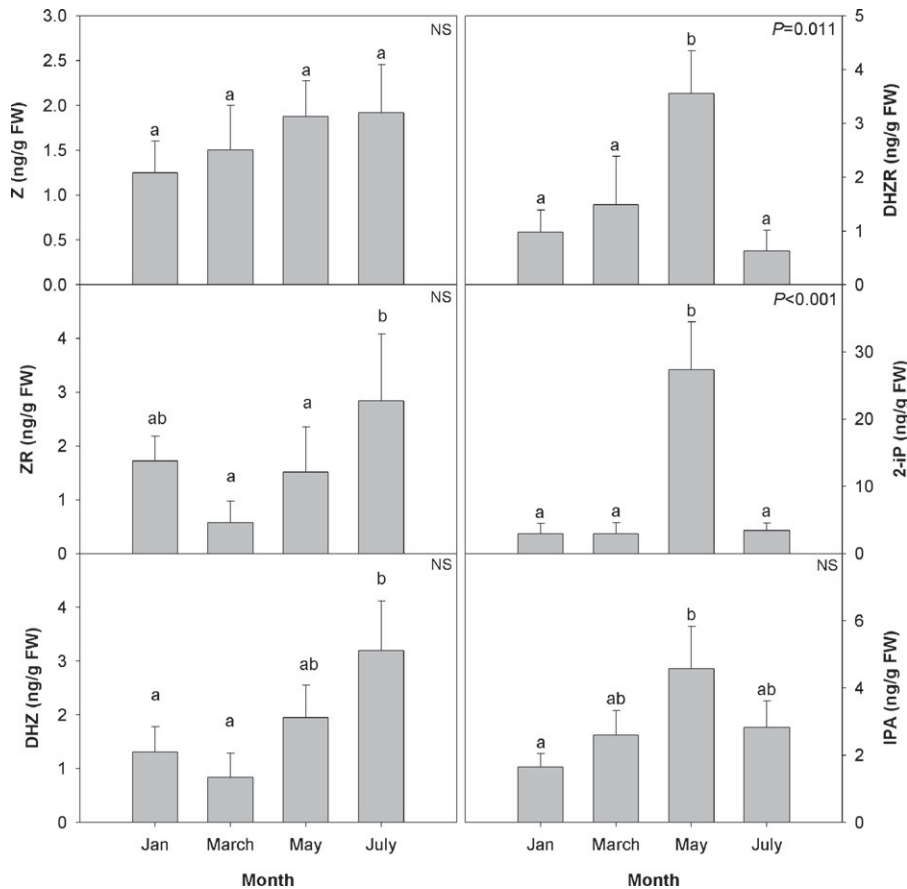 3.0
2.5
2.0
1.5
1.0
0.5
0.0
Z (ng/g FW)
NS
a
a
a
a
P=0.011
a
a
b
a
5
4
3
2
1
0
DHZR (ng/g FW)
4
3
2
1
0
ZR (ng/g FW)
NS
ab
a
a
b
P<0.001
a
a
b
a
30
20
10
0
2-iP (ng/g FW)
4
3
2
1
0
DHZ (ng/g FW)
NS
a
a
ab
b
NS
a
ab
b
ab
6
4
2
0
IPA (ng/g FW)
Jan March May July
Month
Jan March May July
Month